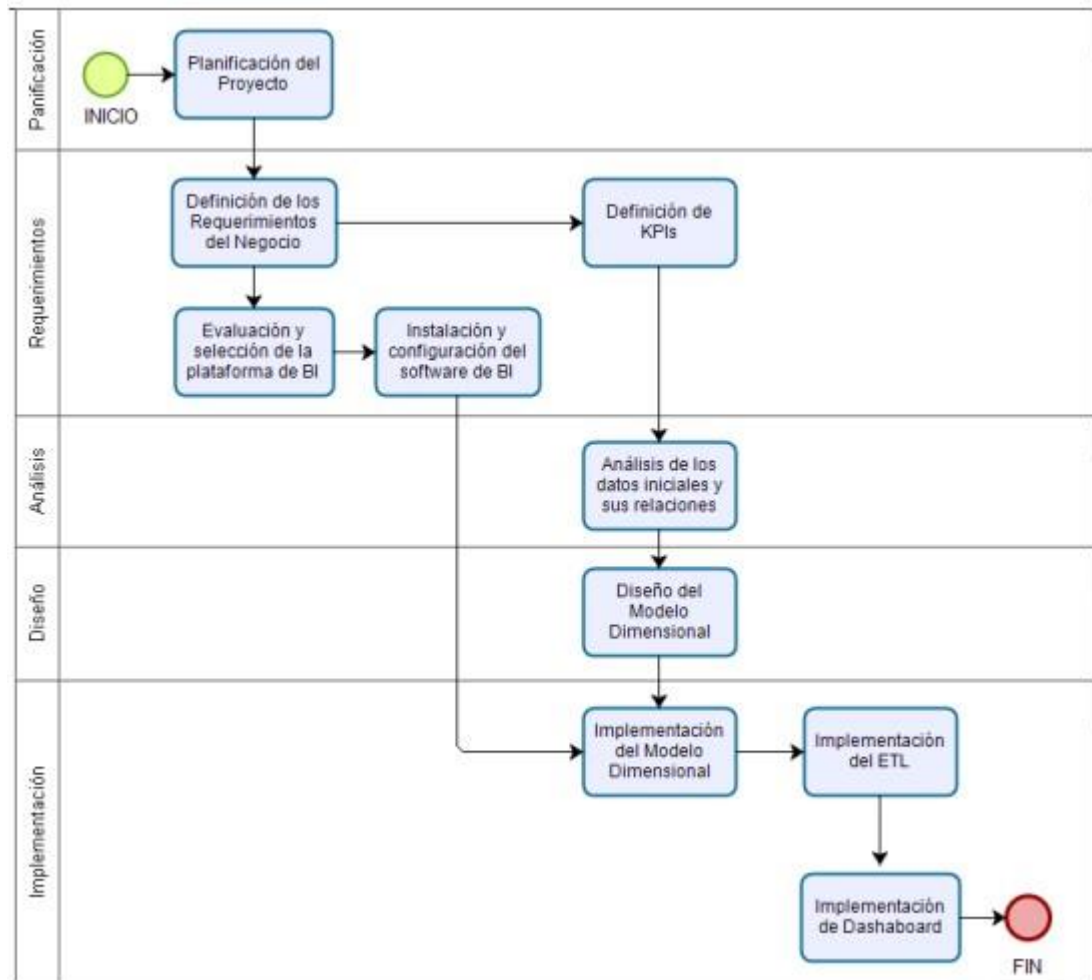 Panificación
INICIO
Planificación del
Proyecto
Requerimientos
Definición de los
Requerimientos
del Negocio
Definición de
KPIs
Evaluación y
selección de la
plataforma de BI
Instalación y
configuración del
software de BI
Análisis
Análisis de los
datos iniciales y
sus relaciones
Diseño
Diseño del
Modelo
Dimensional
Implementación
Implementación
del Modelo
Dimensional
Implementación
del ETL
Implementación
de Dashaboard
FIN